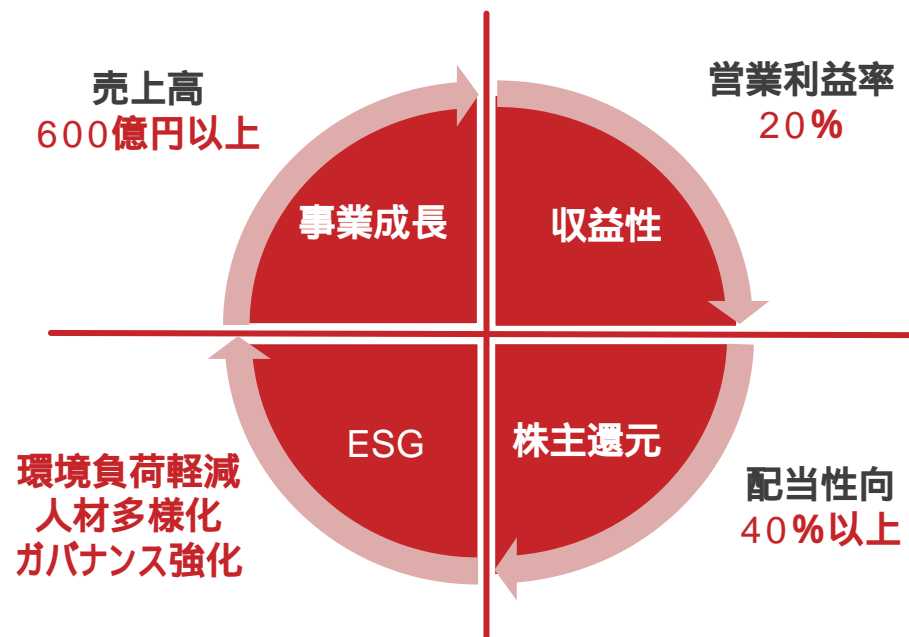 売上高
600億円以上
営業利益率
20%
事業成長
収益性
ESG
株主還元
環境負荷軽減
人材多様化
ガバナンス強化
配当性向
40%以上